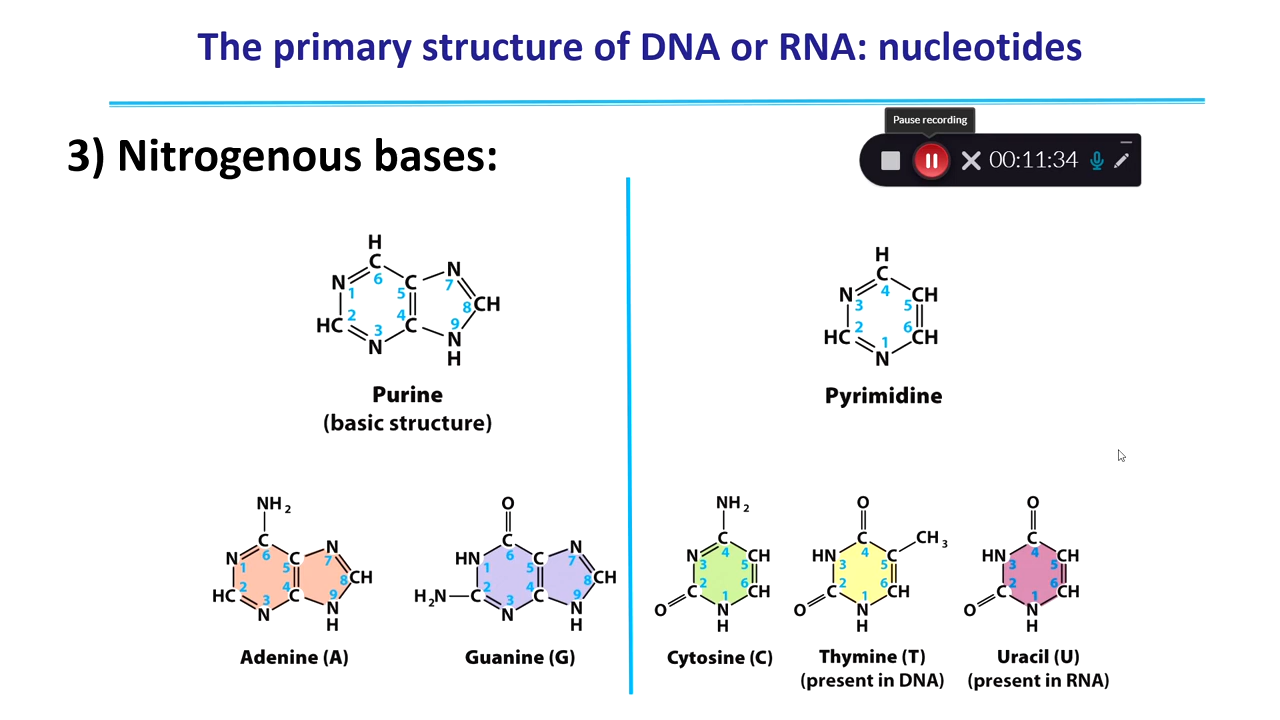 The primary structure of DNA or RNA: nucleotides
Pause recording
00:11:34
3) Nitrogenous bases:
H
C
6
N
1
HC
2
3
N
5
C
4
C
N
7
8
CH
9
N
H
Purine
(basic structure)
H
C
4
N
3
5
CH
HC
2
6
CH
1
N
Pyrimidine
NH2
C
6
N
1
5
C
N
7
HC
2
4
C
8
CH
3
N
9
N
H
Adenine (A)
O
C
6
HN
1
5
C
N
7
H2N
C
2
4
C
8
CH
3
N
9
N
H
Guanine (G)
NH2
C
4
N
3
5
CH
C
2
6
CH
O
1
N
H
Cytosine (C)
O
C
4
CH3
HN
3
5
C
C
2
6
CH
O
1
N
H
Thymine (T)
(present in DNA)
O
C
4
HN
3
5
CH
C
2
6
CH
O
1
N
H
Uracil (U)
(present in RNA)